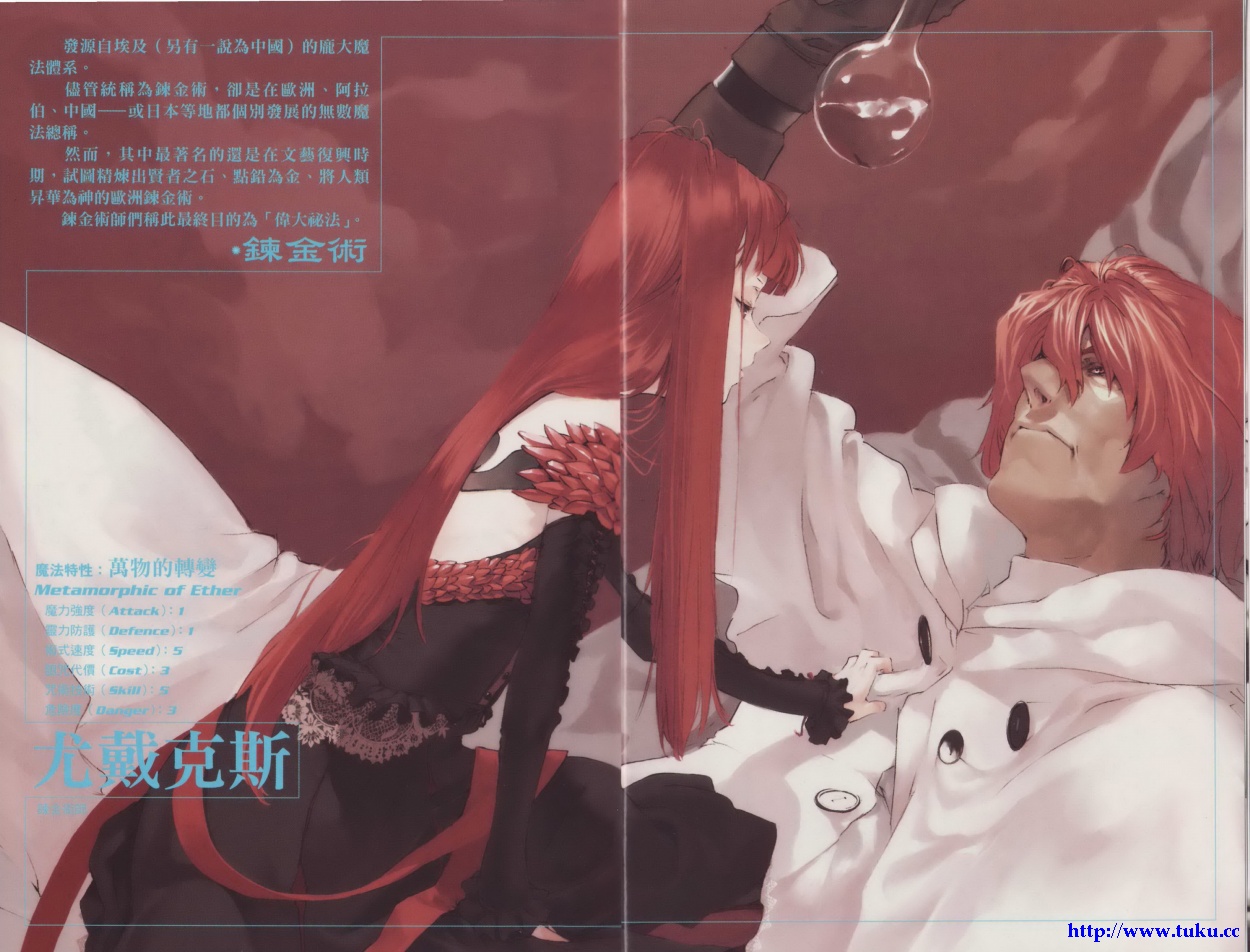 發源自埃及（另有一說為中國）的龐大魔
法體系。
儘管統稱為鍊金術，卻是在歐洲、阿拉
伯、中國——或日本等地都個別發展的無數魔
法總稱。
然而，其中最著名的還是在文藝復興時
期，試圖精煉出賢者之石、點鉛為金、將人類
昇華為神的歐洲鍊金術。
鍊金術師們稱此最終目的為「偉大祕法」。
•鍊金術
魔法特性：萬物的轉變
Metamorphic of Ether
魔力強度（Attack）：1
靈力防護（Defence）：1
式速度（Speed）：5
代價（Cost）：3
（Skill）：5
（Danger）：3
尤戴克斯
http://www.tuku.cc